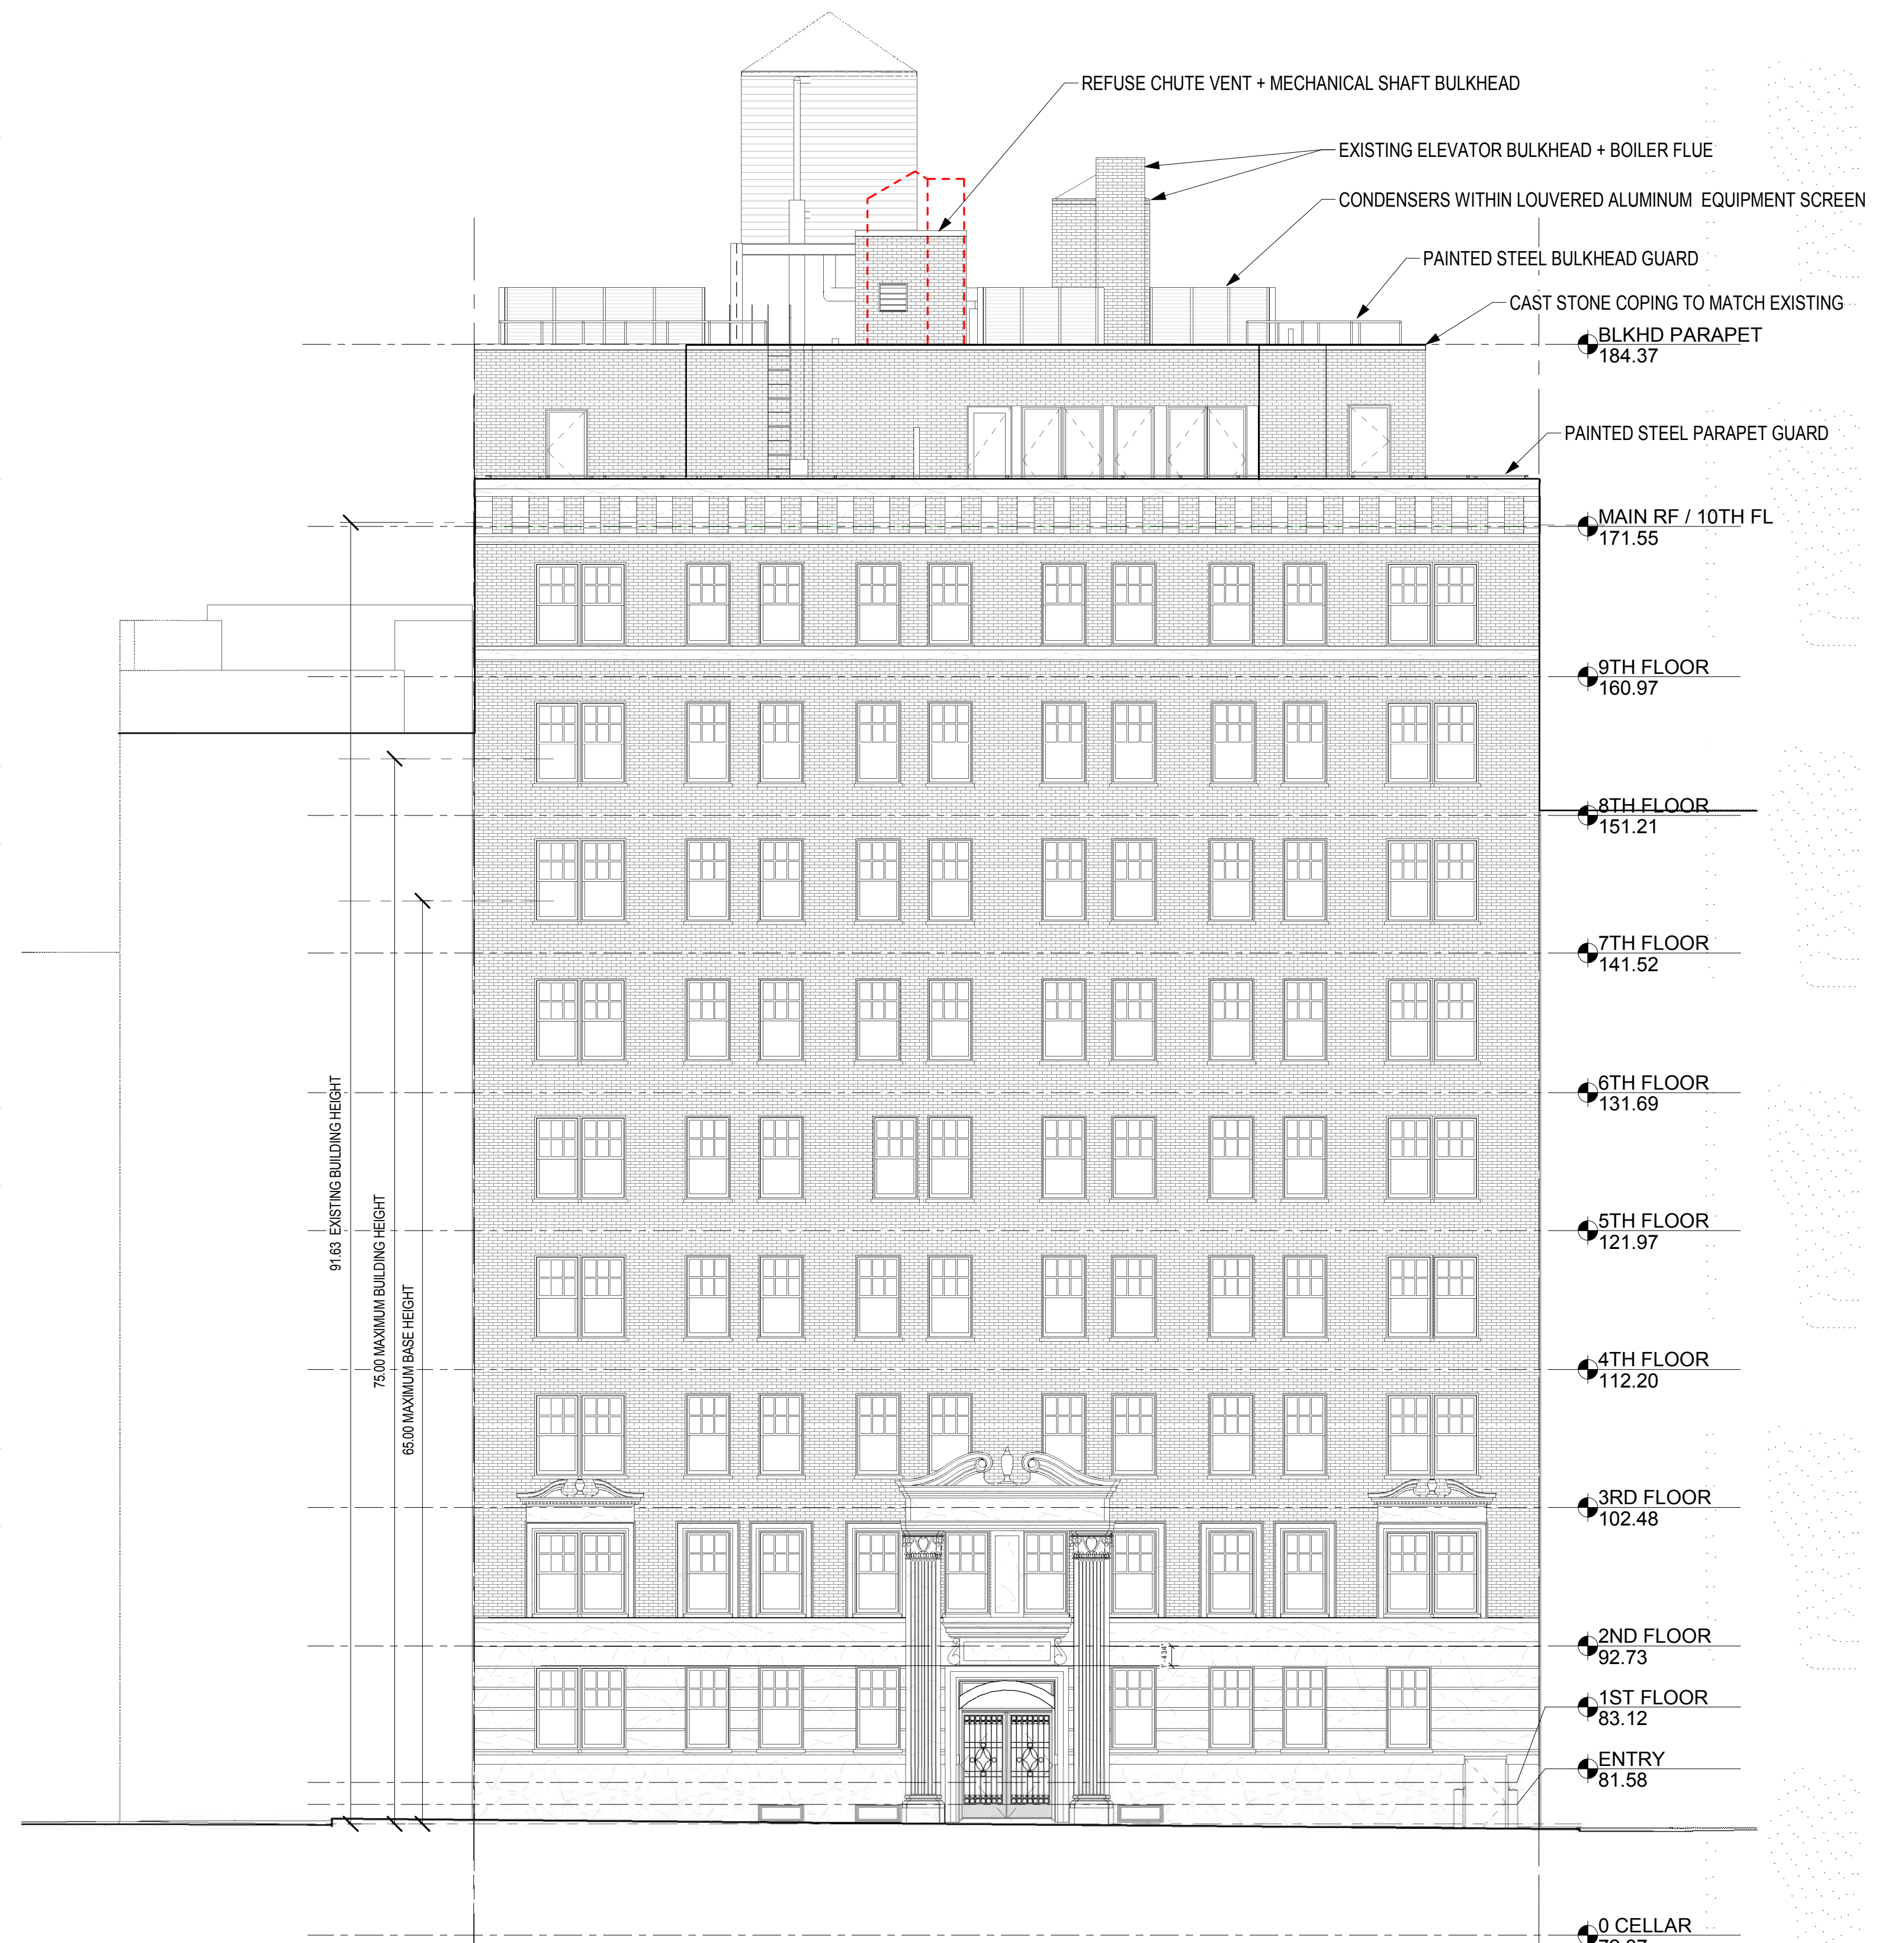 REFUSE CHUTE VENT + MECHANICAL SHAFT BULKHEAD
EXISTING ELEVATOR BULKHEAD + BOILER FLUE
CONDENSERS WITHIN LOUVERED ALUMINUM EQUIPMENT SCREEN
PAINTED STEEL BULKHEAD GUARD
CAST STONE COPING TO MATCH EXISTING
BLKHD PARAPET
184.37
PAINTED STEEL PARAPET GUARD
MAIN RF / 10TH FL
171.55
9TH FLOOR
160.97
8TH FLOOR
151.21
7TH FLOOR
141.52
6TH FLOOR
131.69
5TH FLOOR
121.97
4TH FLOOR
112.20
3RD FLOOR
102.48
2ND FLOOR
92.73
1ST FLOOR
83.12
ENTRY
81.58
0 CELLAR
91.63 EXISTING BUILDING HEIGHT
75.00 MAXIMUM BUILDING HEIGHT
65.00 MAXIMUM BASE HEIGHT
1' - 4 3/4"